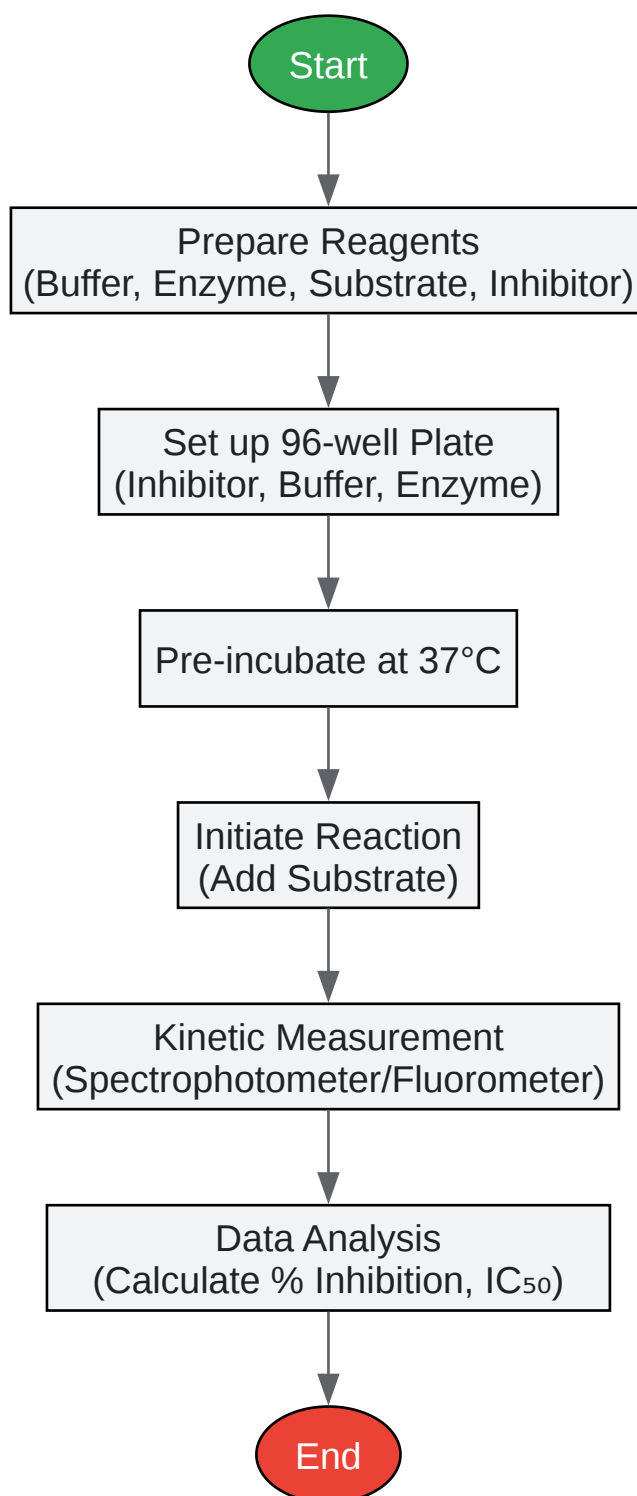 Start
Prepare Reagents
(Buffer, Enzyme, Substrate, Inhibitor)
Set up 96-well Plate
(Inhibitor, Buffer, Enzyme)
Pre-incubate at 37°C
Initiate Reaction
(Add Substrate)
Kinetic Measurement
(Spectrophotometer/Fluorometer)
Data Analysis
(Calculate % Inhibition, IC₅₀)
End